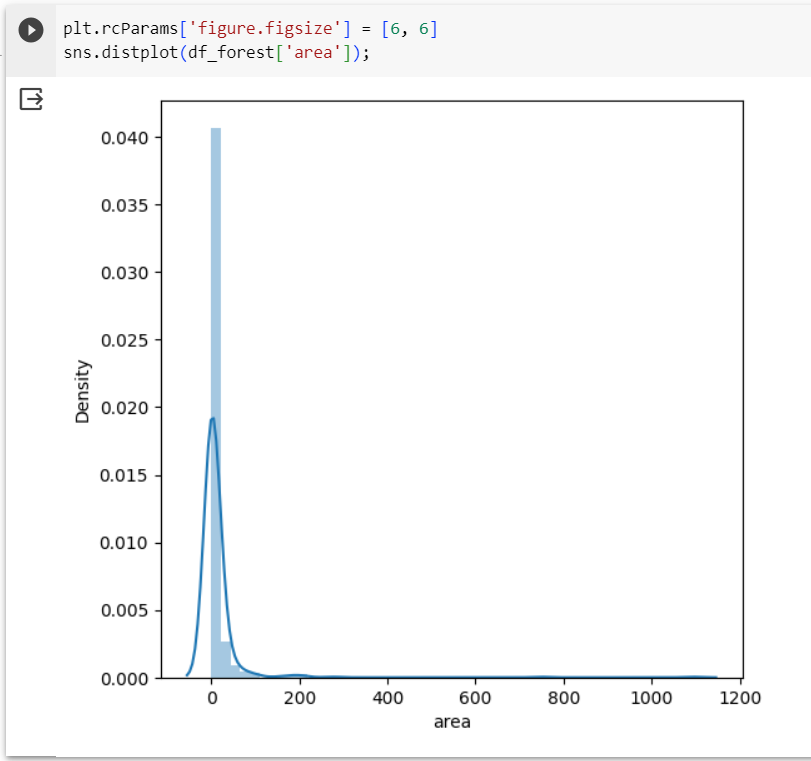 plt.rcParams['figure.figsize'] = [6, 6]
sns.distplot(df_forest['area']);
0.040
0.035
0.030
0.025
0.020
0.015
0.010
0.005
0.000
Density
0 200 400 600 800 1000 1200
area